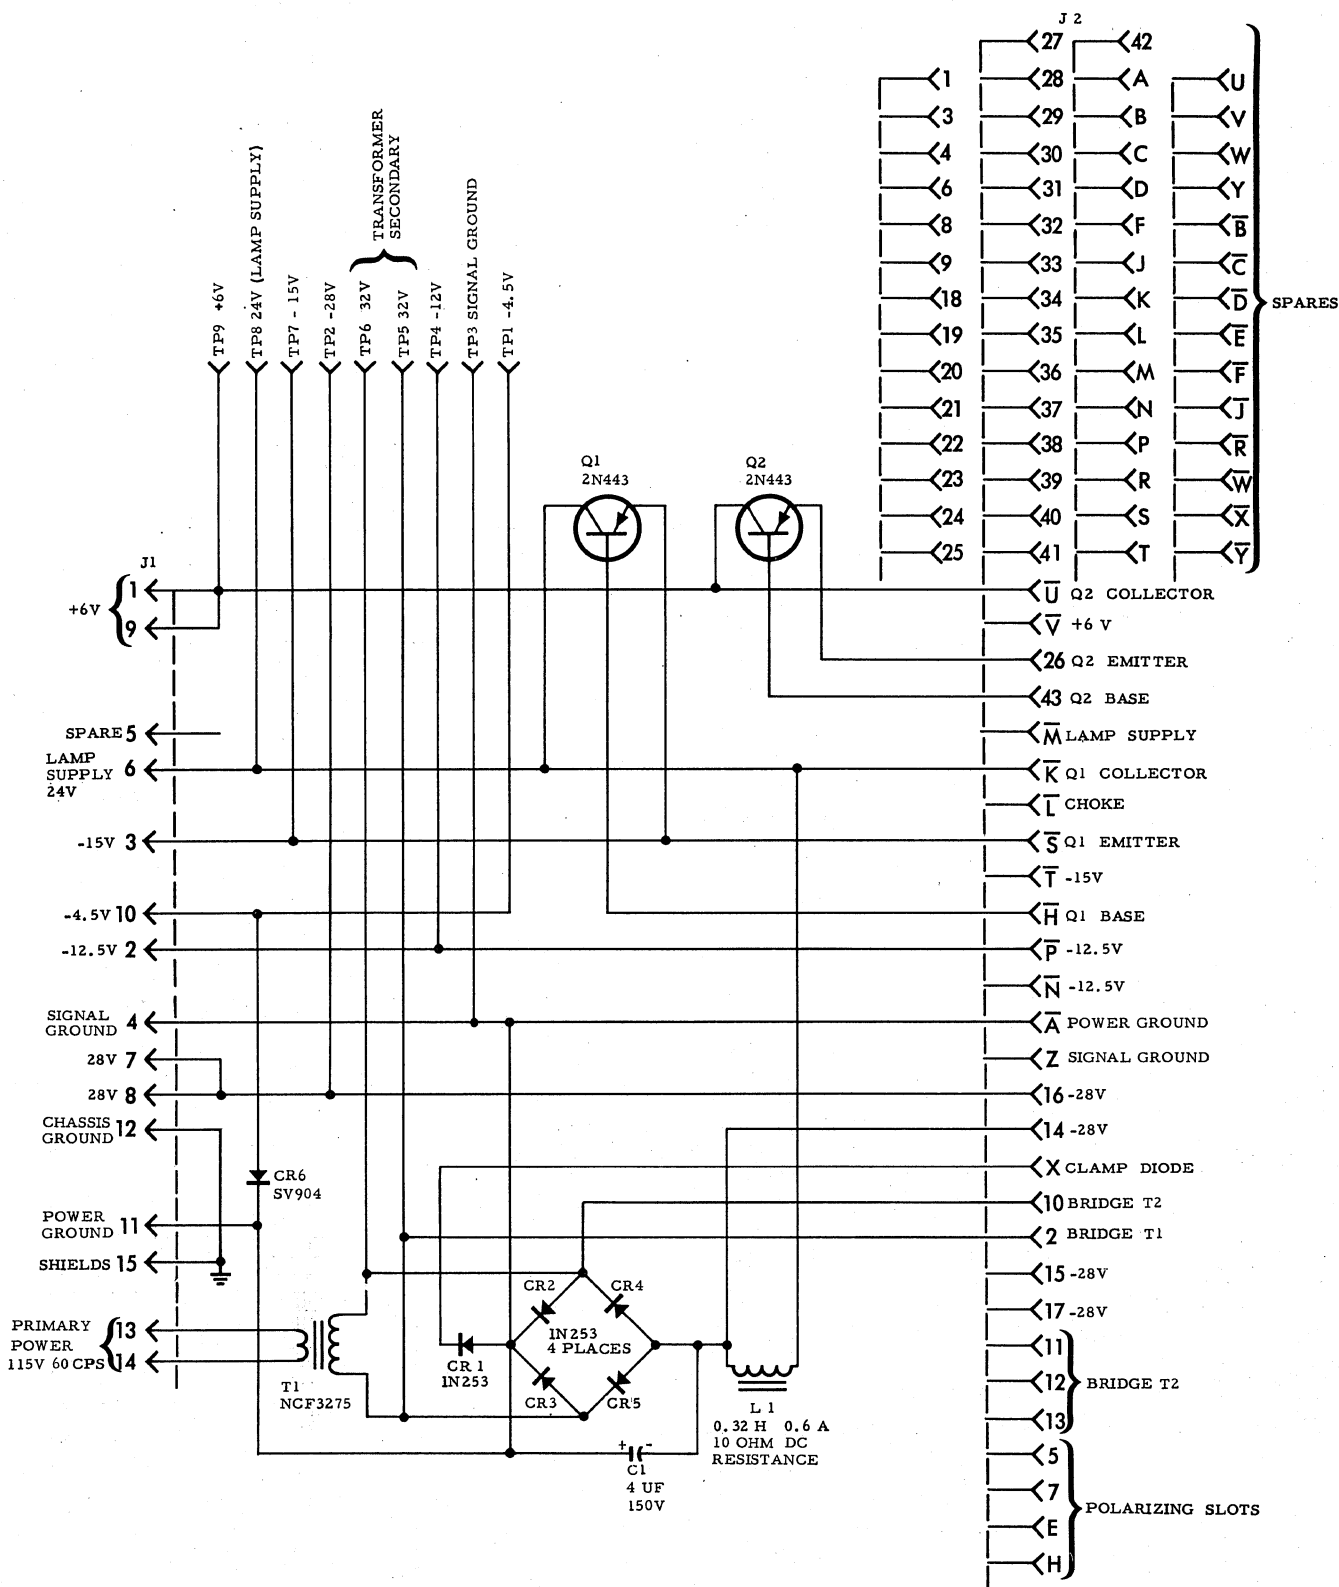 J 2
27
42
1
28
A
U
3
29
B
V
4
30
C
W
6
31
D
Y
8
32
F
B̅
9
33
J
C̅
18
34
K
D̅
SPARES
19
35
L
E̅
20
36
M
F̅
21
37
N
J̅
22
38
P
R̅
23
39
R
W̅
24
40
S
X̅
25
41
T
Y̅
TRANSFORMER
SECONDARY
TP9 +6V
TP8 24V (LAMP SUPPLY)
TP7 - 15V
TP2 -28V
TP6 32V
TP5 32V
TP4 -12V
TP3 SIGNAL GROUND
TP1 -4.5V
Q1
2N443
Q2
2N443
J1
+6V
1
9
SPARE 5
LAMP
SUPPLY 6
24V
-15V 3
-4.5V 10
-12.5V 2
SIGNAL
GROUND 4
28V 7
28V 8
CHASSIS
GROUND 12
POWER
GROUND 11
SHIELDS 15
PRIMARY
POWER
115V 60 CPS
13
14
U̅ Q2 COLLECTOR
V̅ +6 V
26 Q2 EMITTER
43 Q2 BASE
M̅ LAMP SUPPLY
K̅ Q1 COLLECTOR
L̅ CHOKE
S̅ Q1 EMITTER
T̅ -15V
H̅ Q1 BASE
P̅ -12.5V
N̅ -12.5V
A̅ POWER GROUND
Z SIGNAL GROUND
16 -28V
14 -28V
X CLAMP DIODE
10 BRIDGE T2
2 BRIDGE T1
15 -28V
17 -28V
11
12
13
BRIDGE T2
5
7
E
H
POLARIZING SLOTS
CR6
SV904
T1
NCF3275
CR2
CR4
1N253
4 PLACES
CR 1
1N253
CR3
CR5
+
-
C1
4 UF
150V
L 1
0.32 H 0.6 A
10 OHM DC
RESISTANCE